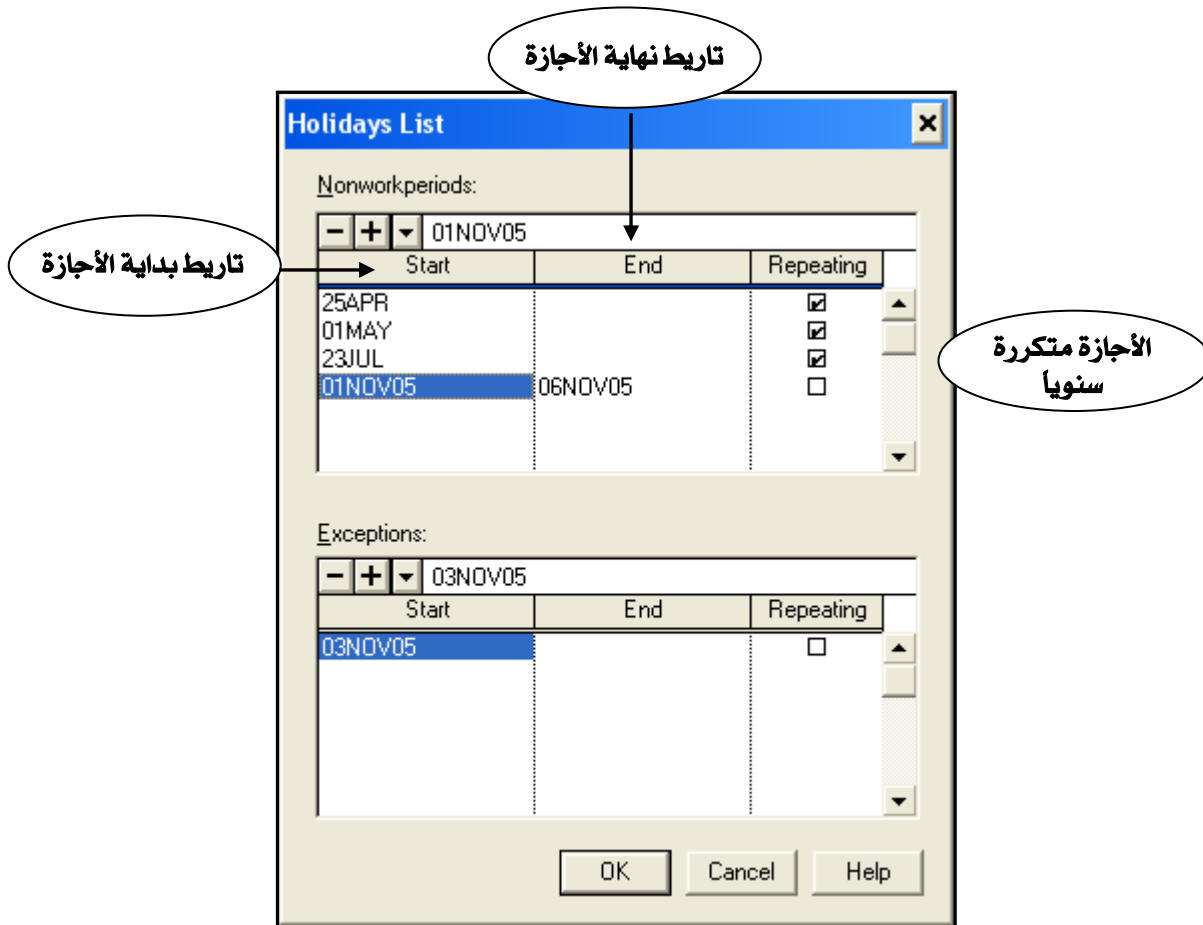 تاريط نهاية الأجازة
Holidays List
Nonworkperiods:
01NOV05
تاريط بداية الأجازة
Start End Repeating
25APR
01MAY
23JUL
01NOV05 06NOV05
الأجازة متكررة
سنوياً
Exceptions:
03NOV05
Start End Repeating
03NOV05
OK Cancel Help